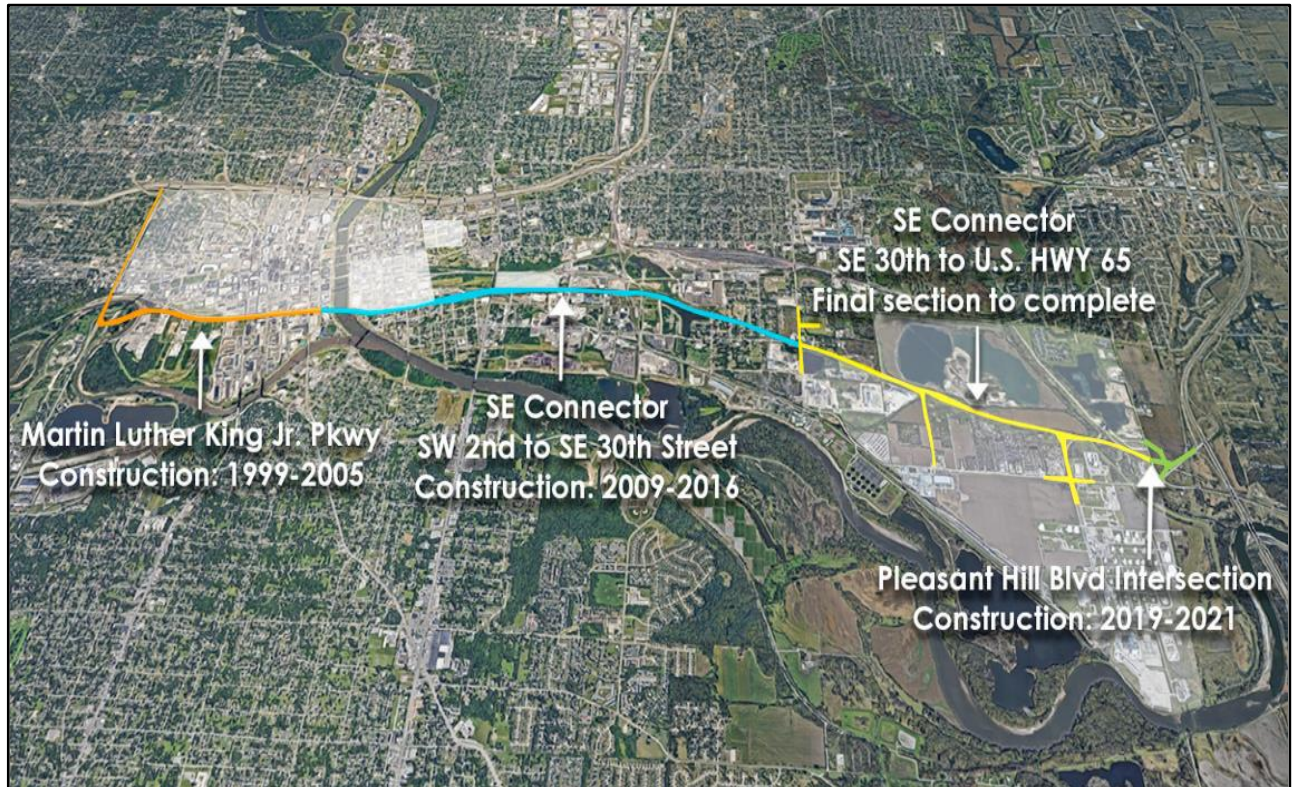 SE Connector
SE 30th to U.S. HWY 65
Final section to complete
Martin Luther King Jr. Pkwy
Construction: 1999-2005
SE Connector
SW 2nd to SE 30th Street
Construction: 2009-2016
Pleasant Hill Blvd Intersection
Construction: 2019-2021